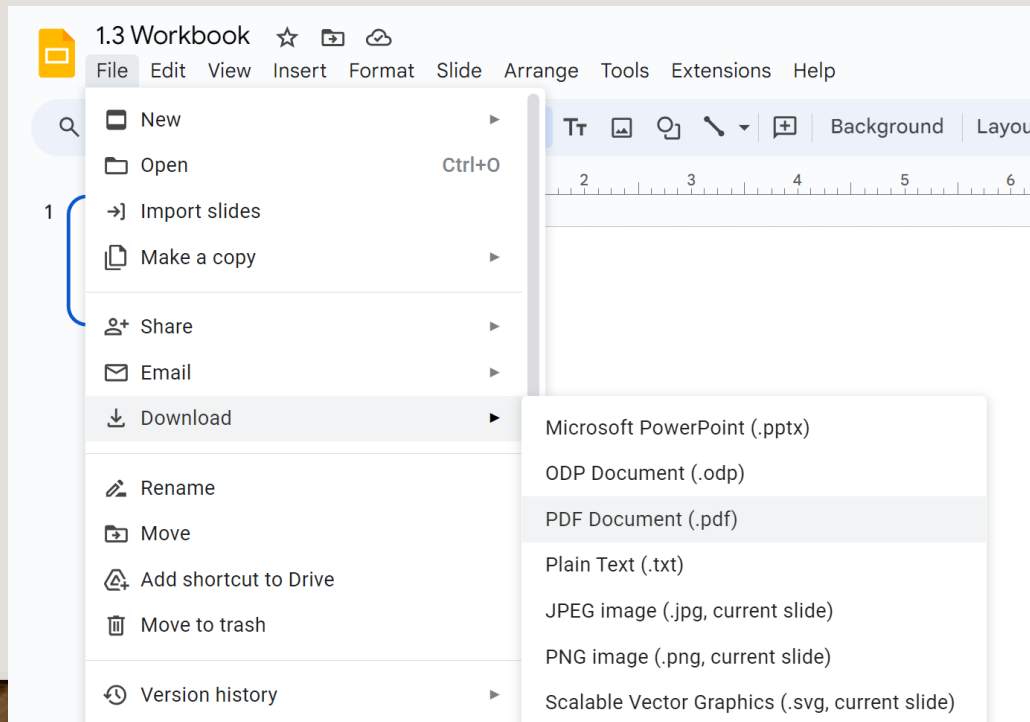 1.3 Workbook
File Edit View Insert Format Slide Arrange Tools Extensions Help
New
Open Ctrl+O
Import slides
Make a copy
Share
Email
Download
Rename
Move
Add shortcut to Drive
Move to trash
Version history
Tт
Background Layou
2 3 4 5 6
1
Microsoft PowerPoint (.pptx)
ODP Document (.odp)
PDF Document (.pdf)
Plain Text (.txt)
JPEG image (.jpg, current slide)
PNG image (.png, current slide)
Scalable Vector Graphics (.svg, current slide)